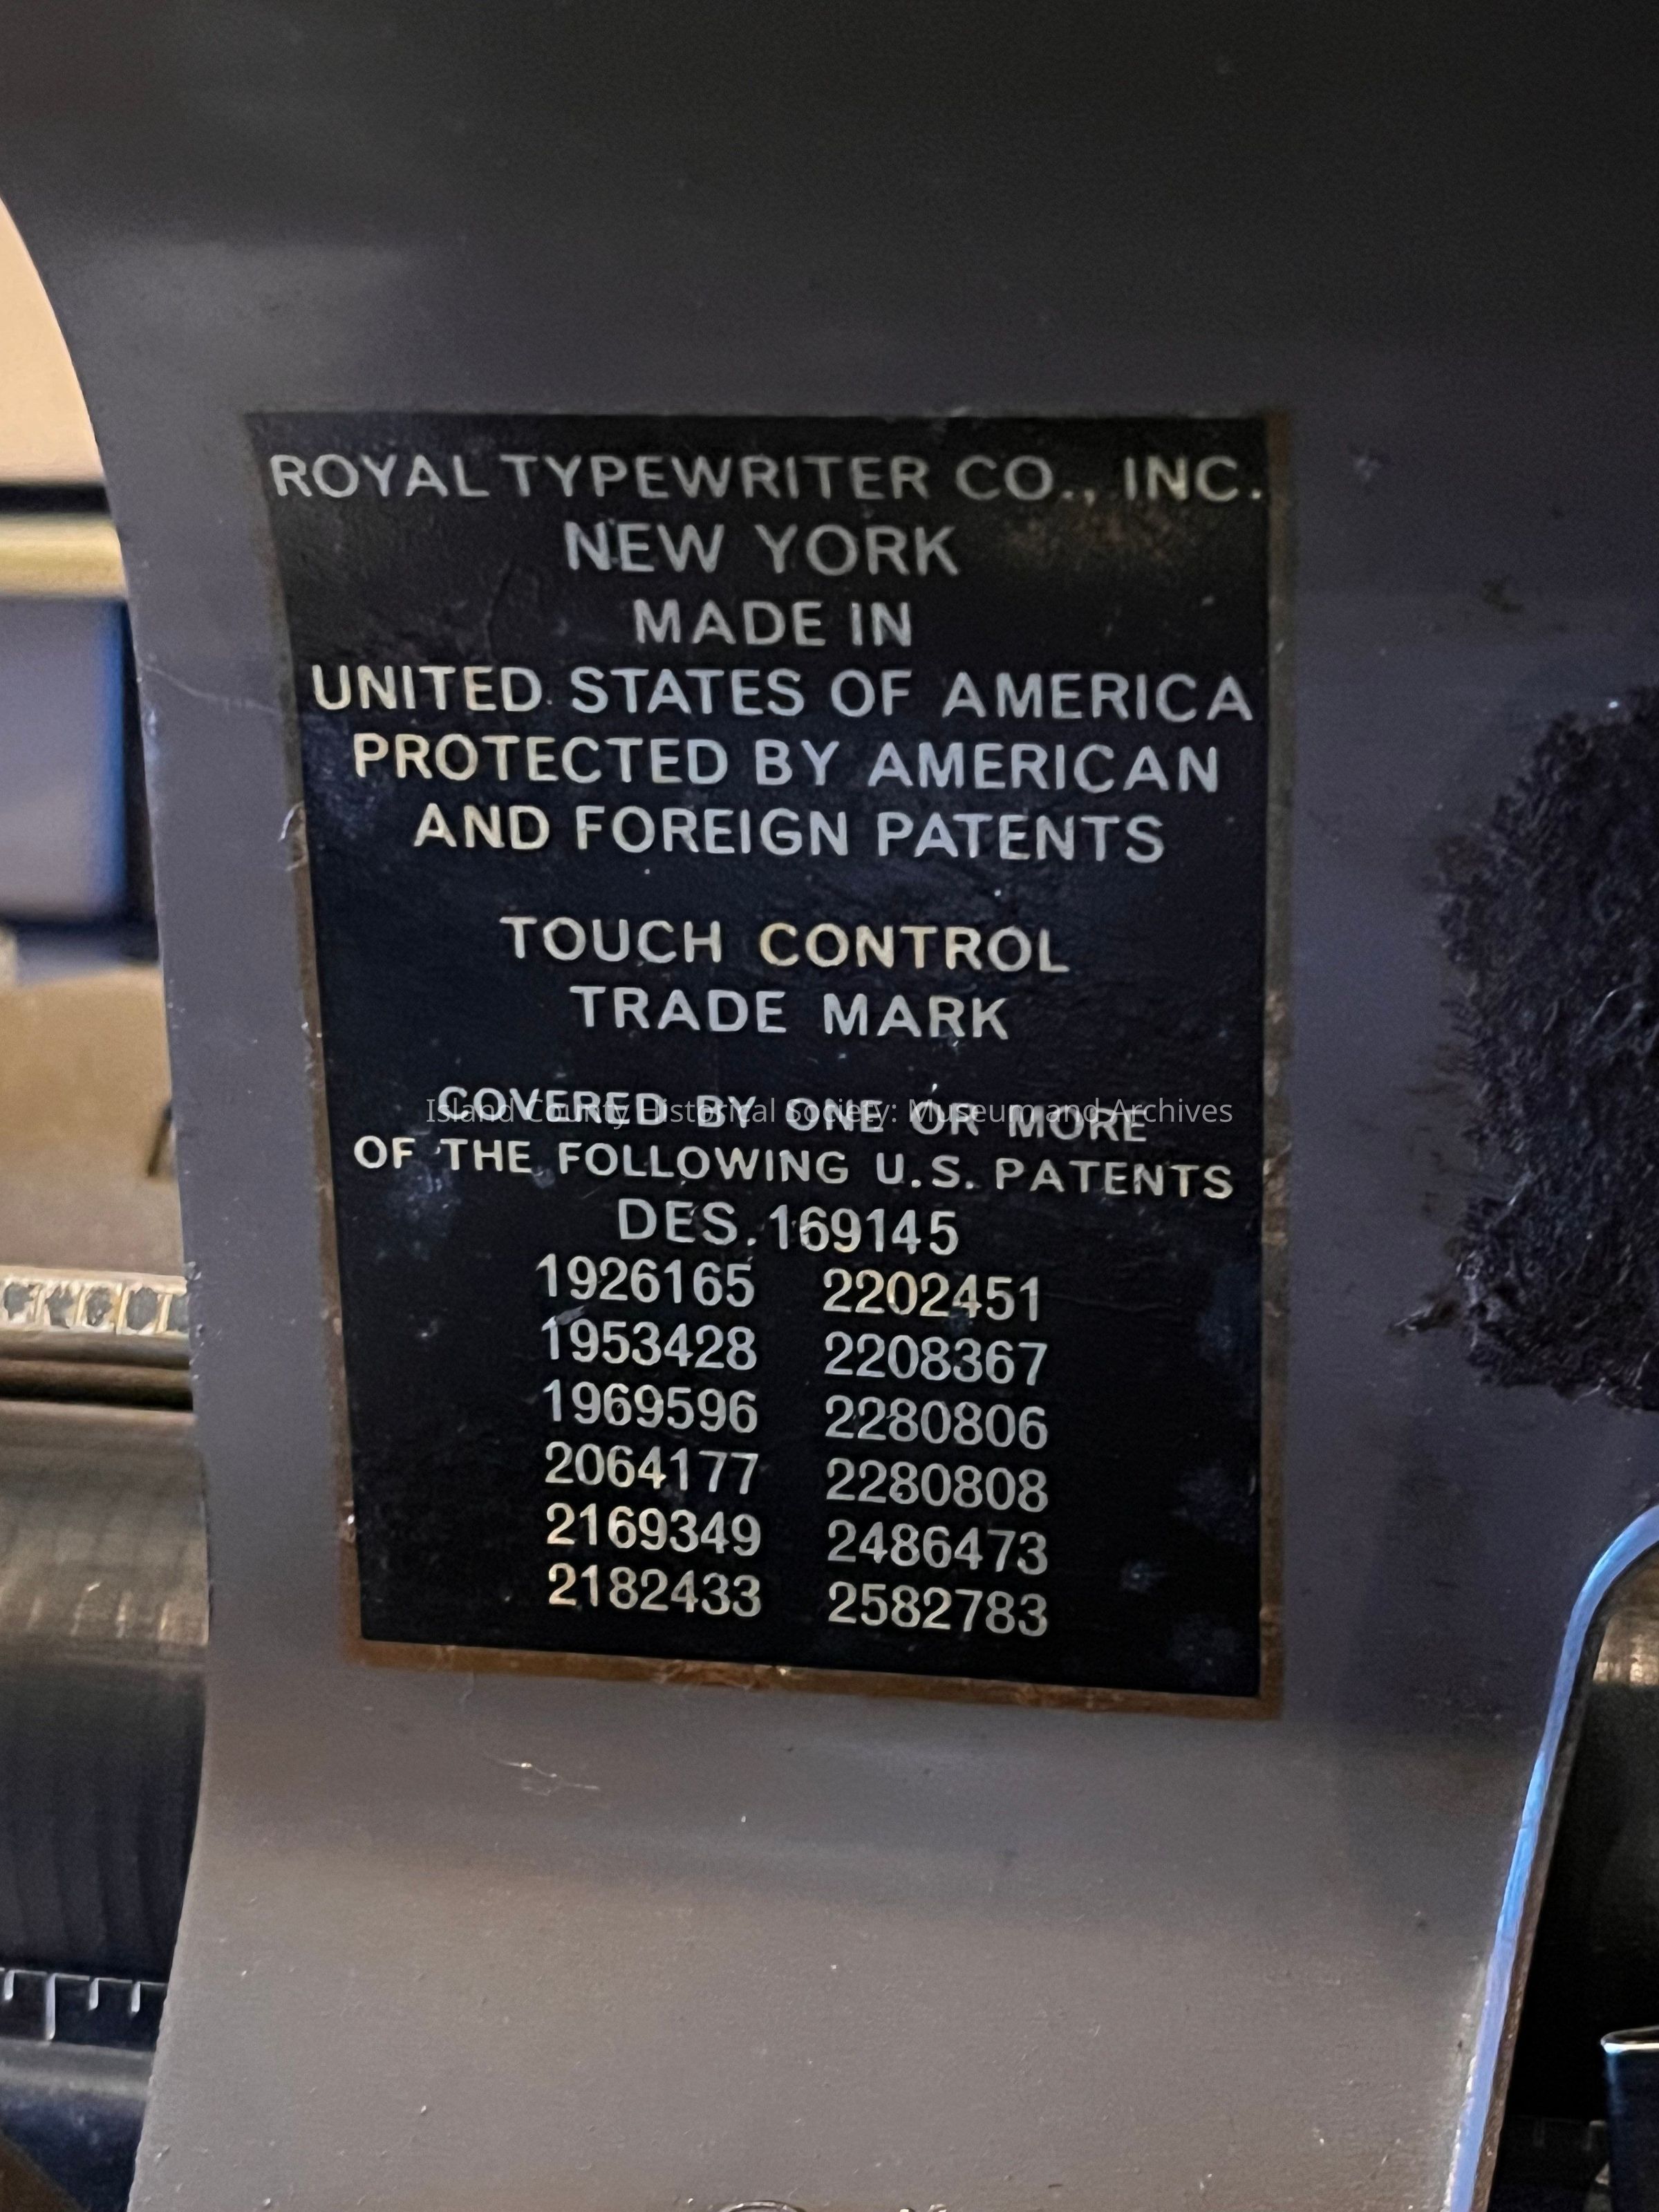 ROYAL TYPEWRITER CO., INC.
NEW YORK
MADE IN
UNITED STATES OF AMERICA
PROTECTED BY AMERICAN
AND FOREIGN PATENTS
TOUCH CONTROL
TRADE MARK
COVERED BY ONE OR MORE
Island County Historical Society: Museum and Archives
OF THE FOLLOWING U.S. PATENTS
DES. 169145
1926165 2202451
1953428 2208367
1969596 2280806
2064177 2280808
2169349 2486473
2182433 2582783